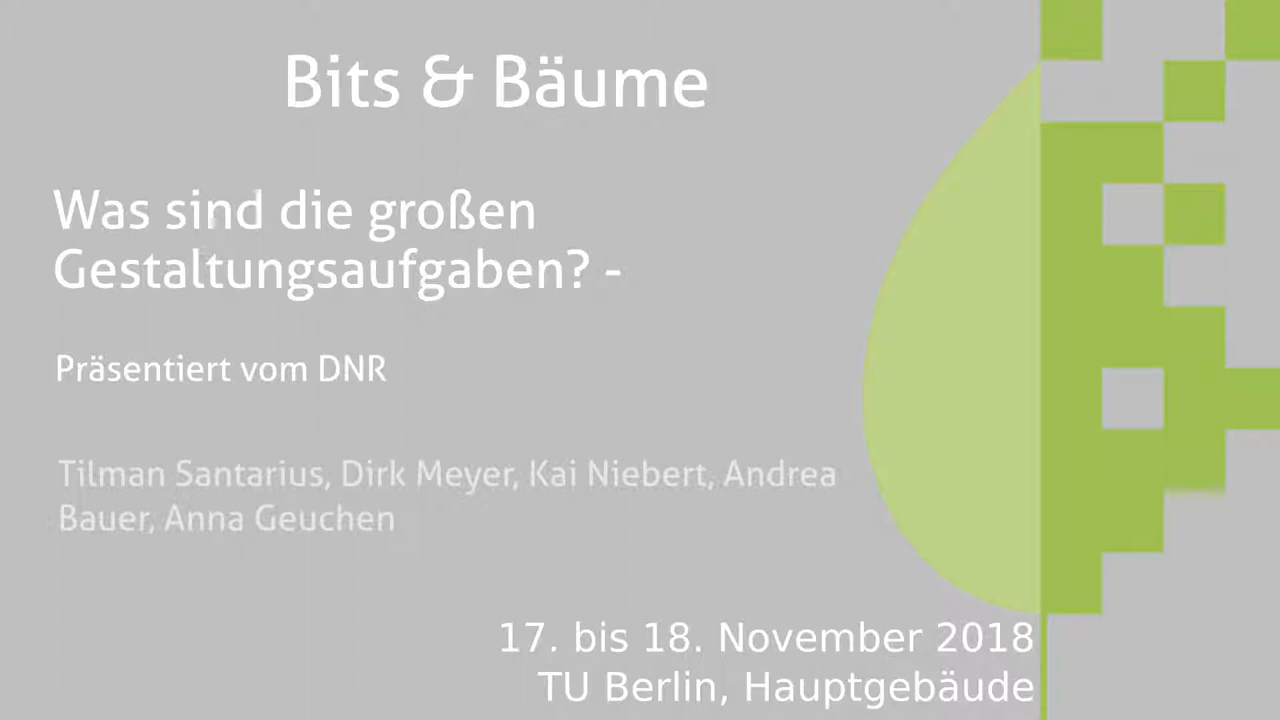 Bits & Bäume
Was sind die großen
Gestaltungsaufgaben? -
Präsentiert vom DNR
Tilman Santarius, Dirk Meyer, Kai Niebert, Andrea
Bauer, Anna Geuchen
17. bis 18. November 2018
TU Berlin, Hauptgebäude